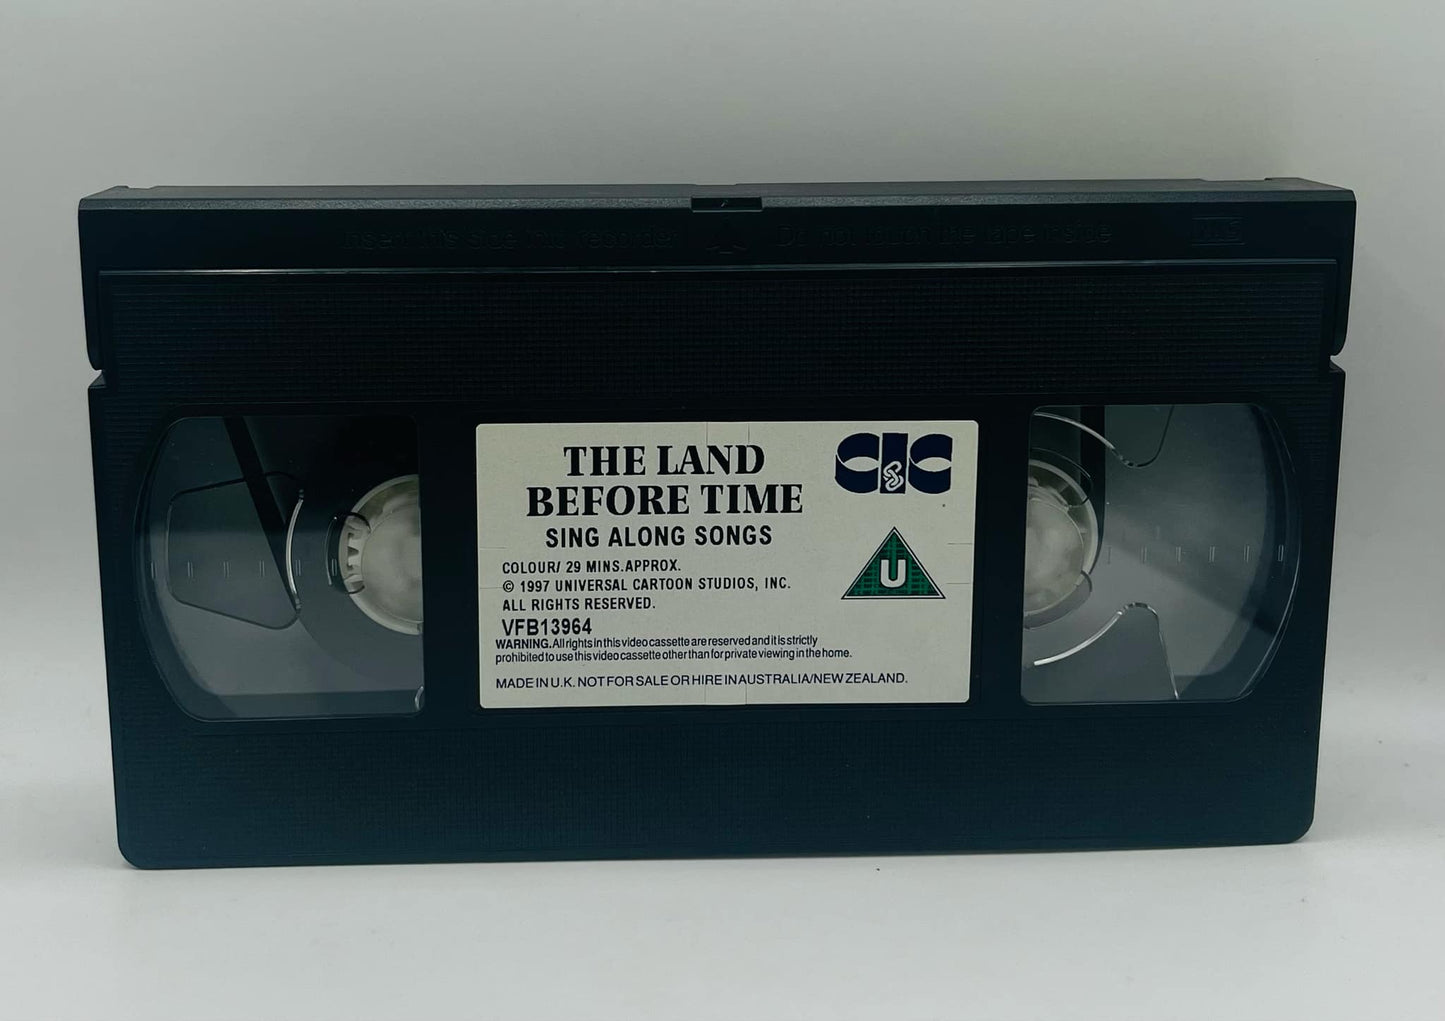 Insert this side into recorder Do not touch the tape inside VHS
THE LAND
BEFORE TIME
SING ALONG SONGS
CIC
COLOUR/ 29 MINS.APPROX.
© 1997 UNIVERSAL CARTOON STUDIOS, INC.
ALL RIGHTS RESERVED.
U
VFB13964
WARNING. All rights in this video cassette are reserved and it is strictly
prohibited to use this video cassette other than for private viewing in the home.
MADE IN U.K. NOT FOR SALE OR HIRE IN AUSTRALIA/NEW ZEALAND.